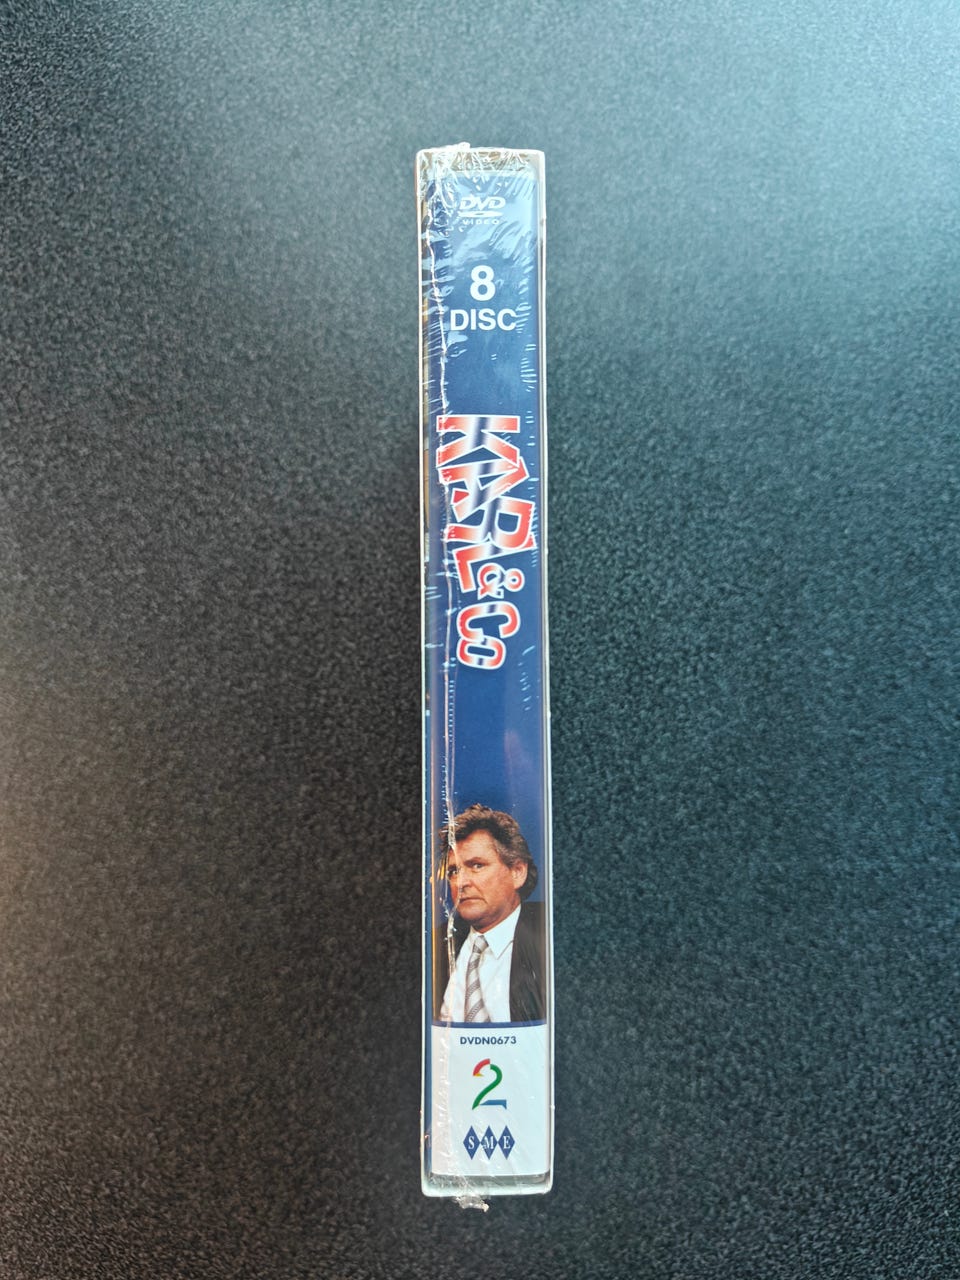 DVD
VIDEO
8
DISC
KARL & Co
DVDN0673
2
SME